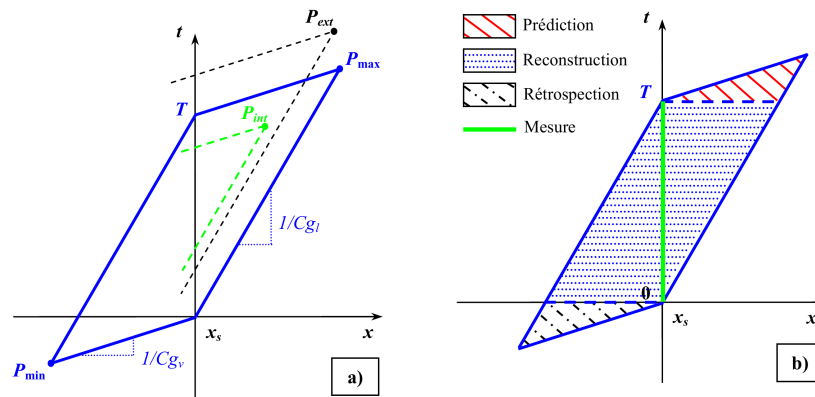 t
P_ext
P_max
T
P_int
1/Cg_l
x_s
x
P_min
1/Cg_v
a)
Prédiction
Reconstruction
Rétrospection
Mesure
t
T
0
x_s
x
b)